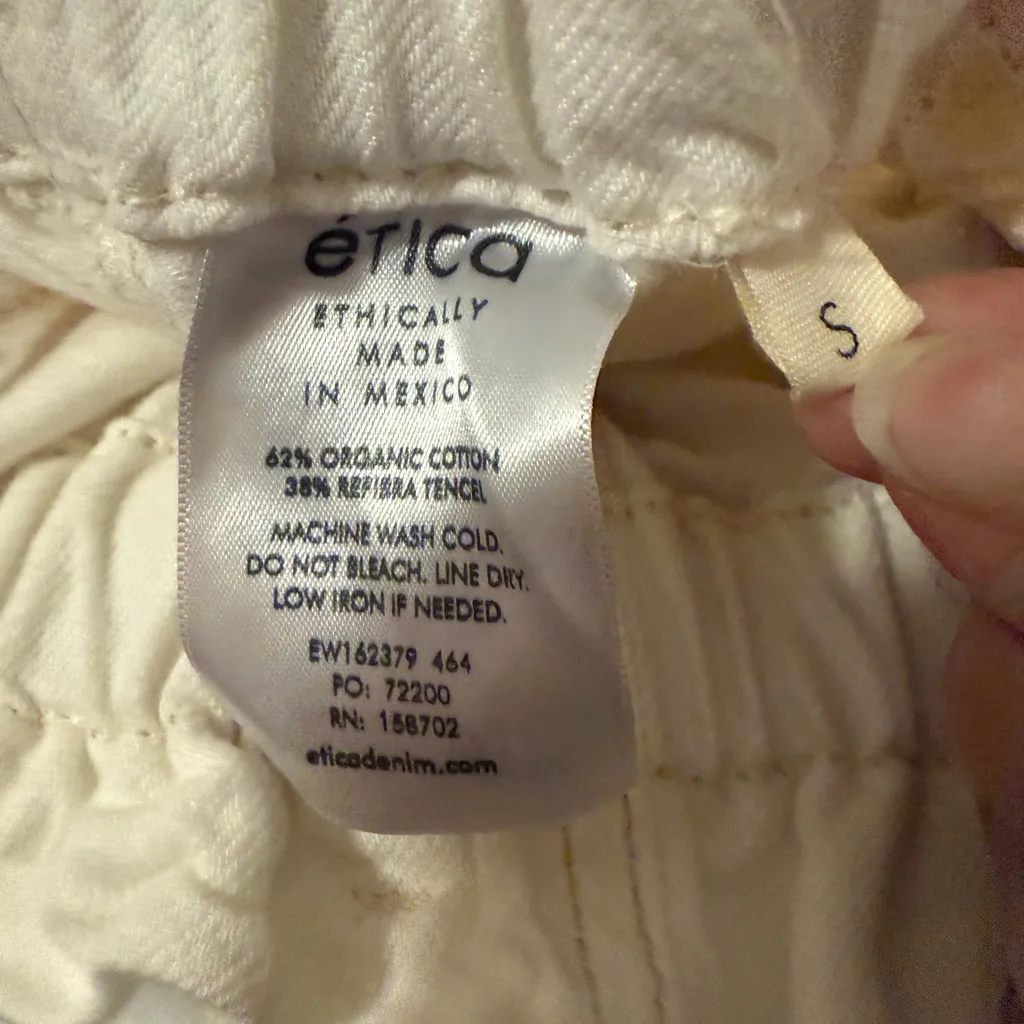 éTICa
ETHICALLY
MADE
IN MEXICO
62% ORGANIC COTTON
38% REFIBRA TENCEL
MACHINE WASH COLD.
DO NOT BLEACH. LINE DRY.
LOW IRON IF NEEDED.
EW162379 464
PO: 72200
RN: 158702
eticadenim.com
S